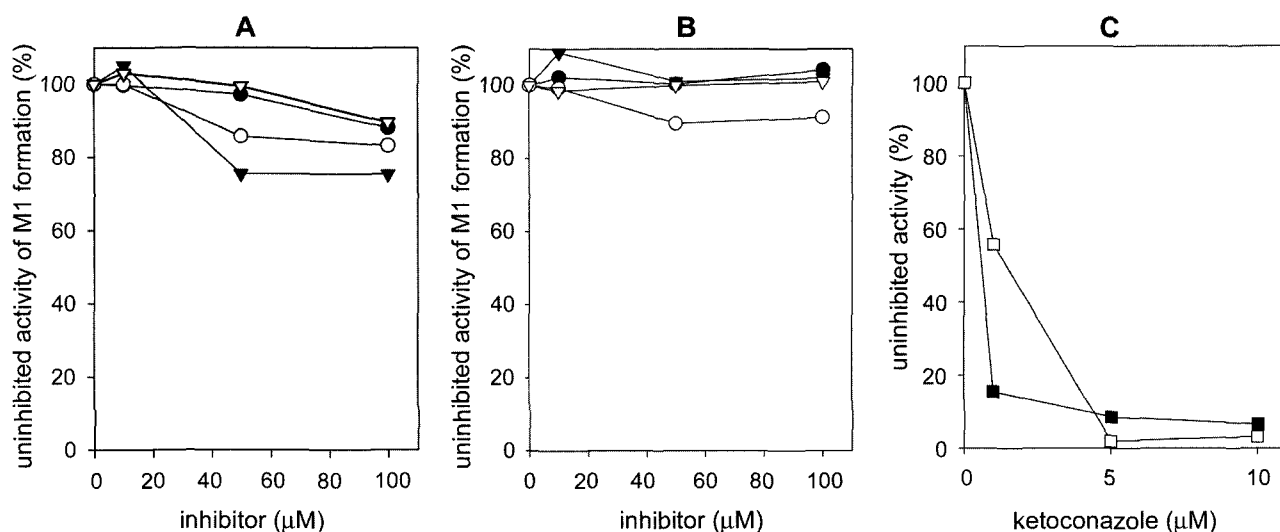 A
uninhibited activity of M1 formation (%)
100
80
60
40
20
0
0 20 40 60 80 100
inhibitor (μM)
B
uninhibited activity of M1 formation (%)
100
80
60
40
20
0
0 20 40 60 80 100
inhibitor (μM)
C
uninhibited activity (%)
100
80
60
40
20
0
0 5 10
ketoconazole (μM)